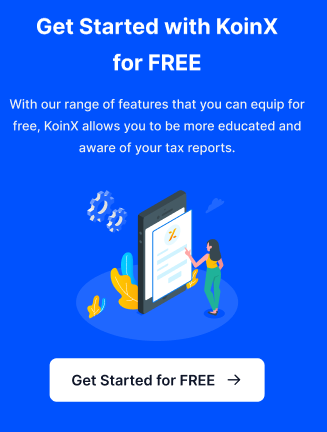 Get Started with KoinX
for FREE
With our range of features that you can equip for
free, KoinX allows you to be more educated and
aware of your tax reports.
Get Started for FREE →